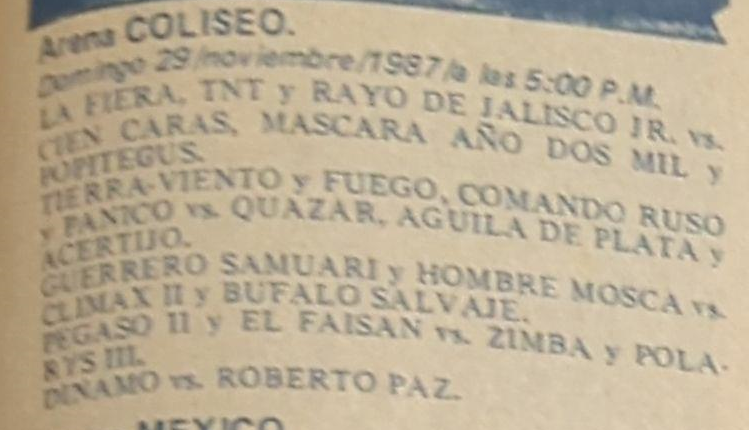 Arena COLISEO.
Domingo 29/noviembre/1987/a las 5:00 P.M.
LA FIERA, TNT y RAYO DE JALISCO JR. vs.
CIEN CARAS, MASCARA AÑO DOS MIL y
POPITEGUS.
TIERRA-VIENTO y FUEGO, COMANDO RUSO
y PANICO vs. QUAZAR, AGUILA DE PLATA y
ACERTIJO.
GUERRERO SAMUARI y HOMBRE MOSCA vs.
CLIMAX II y BUFALO SALVAJE.
PEGASO II y EL FAISAN vs. ZIMBA y POLA-
RYS III.
DINAMO vs. ROBERTO PAZ.
MEXICO